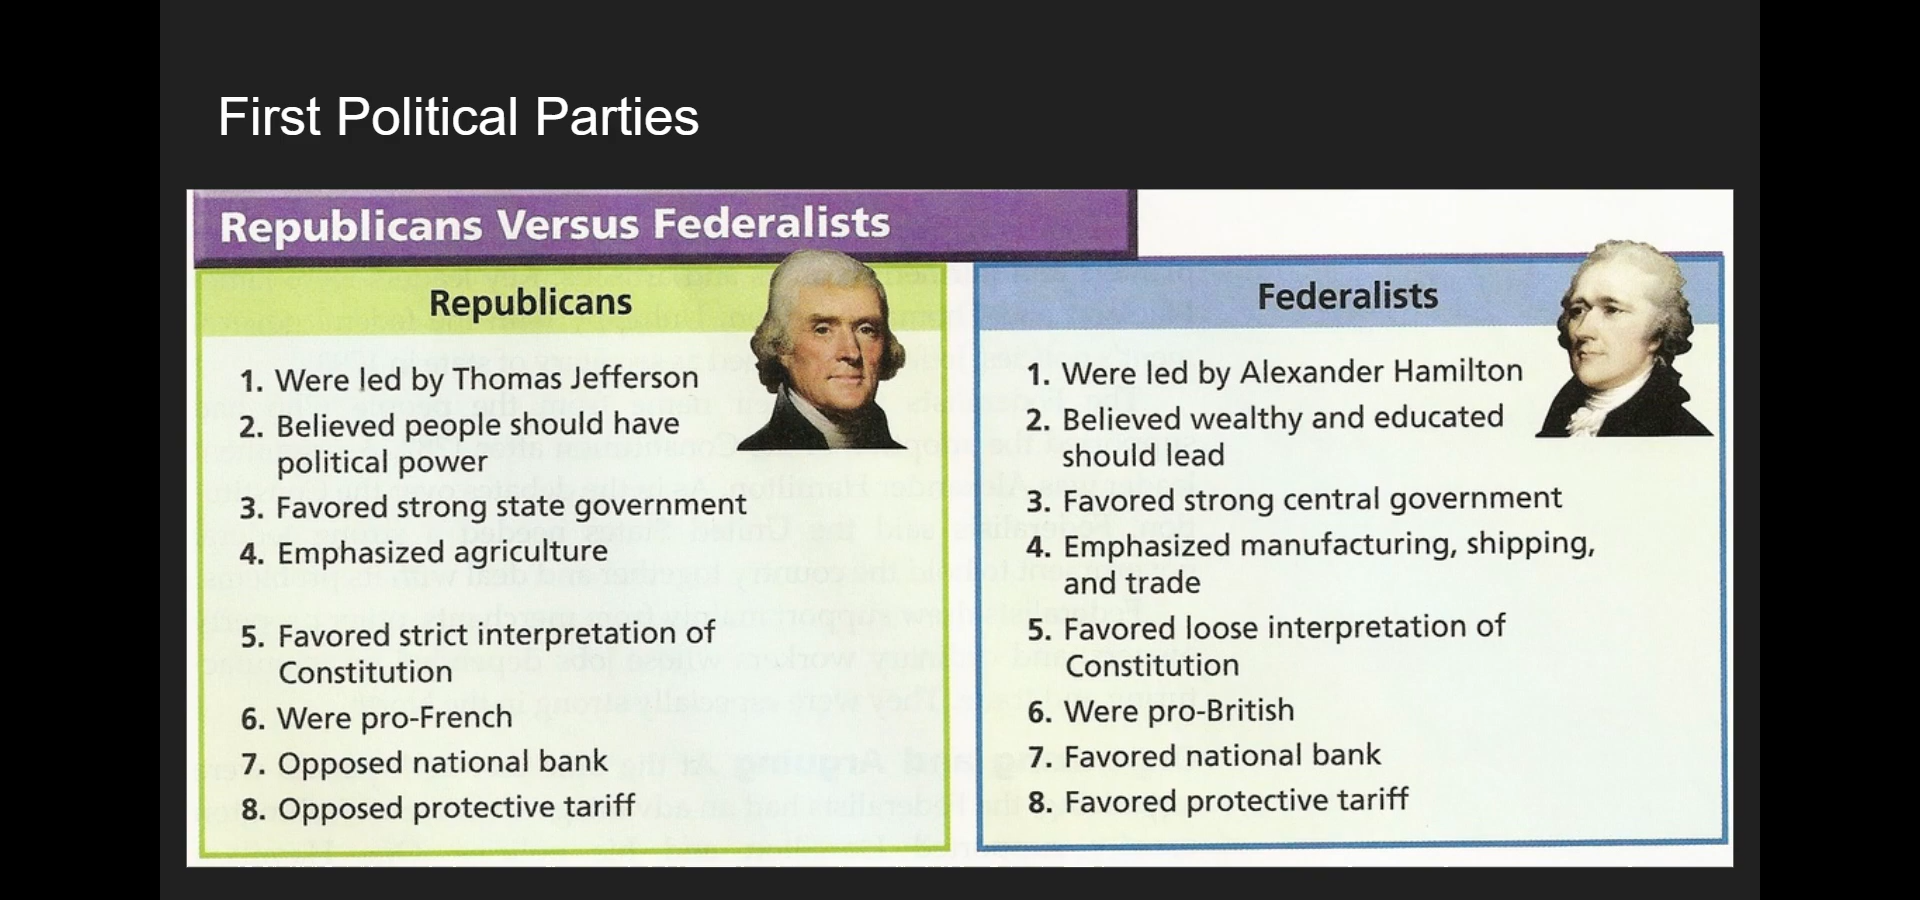 First Political Parties
Republicans Versus Federalists
Republicans
1. Were led by Thomas Jefferson
2. Believed people should have
political power
3. Favored strong state government
4. Emphasized agriculture
5. Favored strict interpretation of
Constitution
6. Were pro-French
7. Opposed national bank
8. Opposed protective tariff
Federalists
1. Were led by Alexander Hamilton
2. Believed wealthy and educated
should lead
3. Favored strong central government
4. Emphasized manufacturing, shipping,
and trade
5. Favored loose interpretation of
Constitution
6. Were pro-British
7. Favored national bank
8. Favored protective tariff